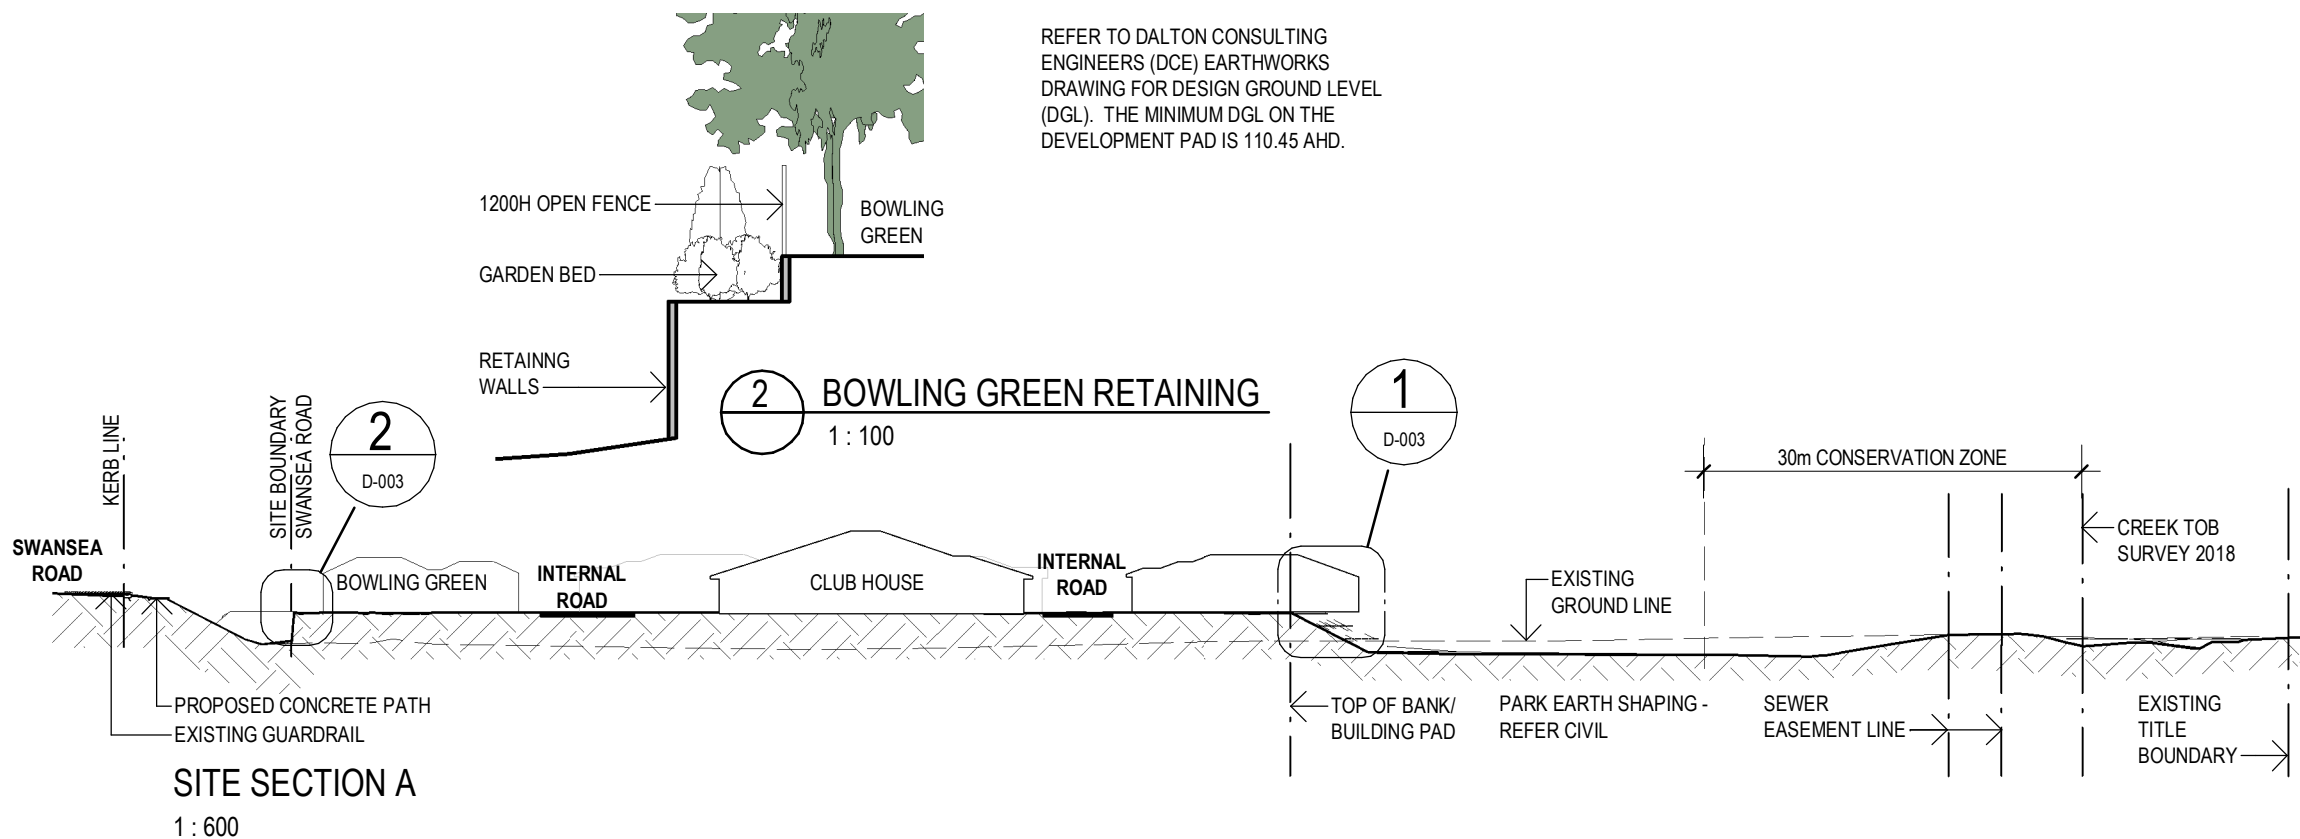 REFER TO DALTON CONSULTING
ENGINEERS (DCE) EARTHWORKS
DRAWING FOR DESIGN GROUND LEVEL
(DGL). THE MINIMUM DGL ON THE
DEVELOPMENT PAD IS 110.45 AHD.
1200H OPEN FENCE
BOWLING
GREEN
GARDEN BED
RETAINNG
WALLS
2 BOWLING GREEN RETAINING
1 : 100
KERB LINE
SITE BOUNDARY
SWANSEA ROAD
2
D-003
1
D-003
30m CONSERVATION ZONE
CREEK TOB
SURVEY 2018
SWANSEA
ROAD
BOWLING GREEN
INTERNAL
ROAD
CLUB HOUSE
INTERNAL
ROAD
EXISTING
GROUND LINE
PROPOSED CONCRETE PATH
EXISTING GUARDRAIL
TOP OF BANK/
BUILDING PAD
PARK EARTH SHAPING -
REFER CIVIL
SEWER
EASEMENT LINE
EXISTING
TITLE
BOUNDARY
SITE SECTION A
1 : 600